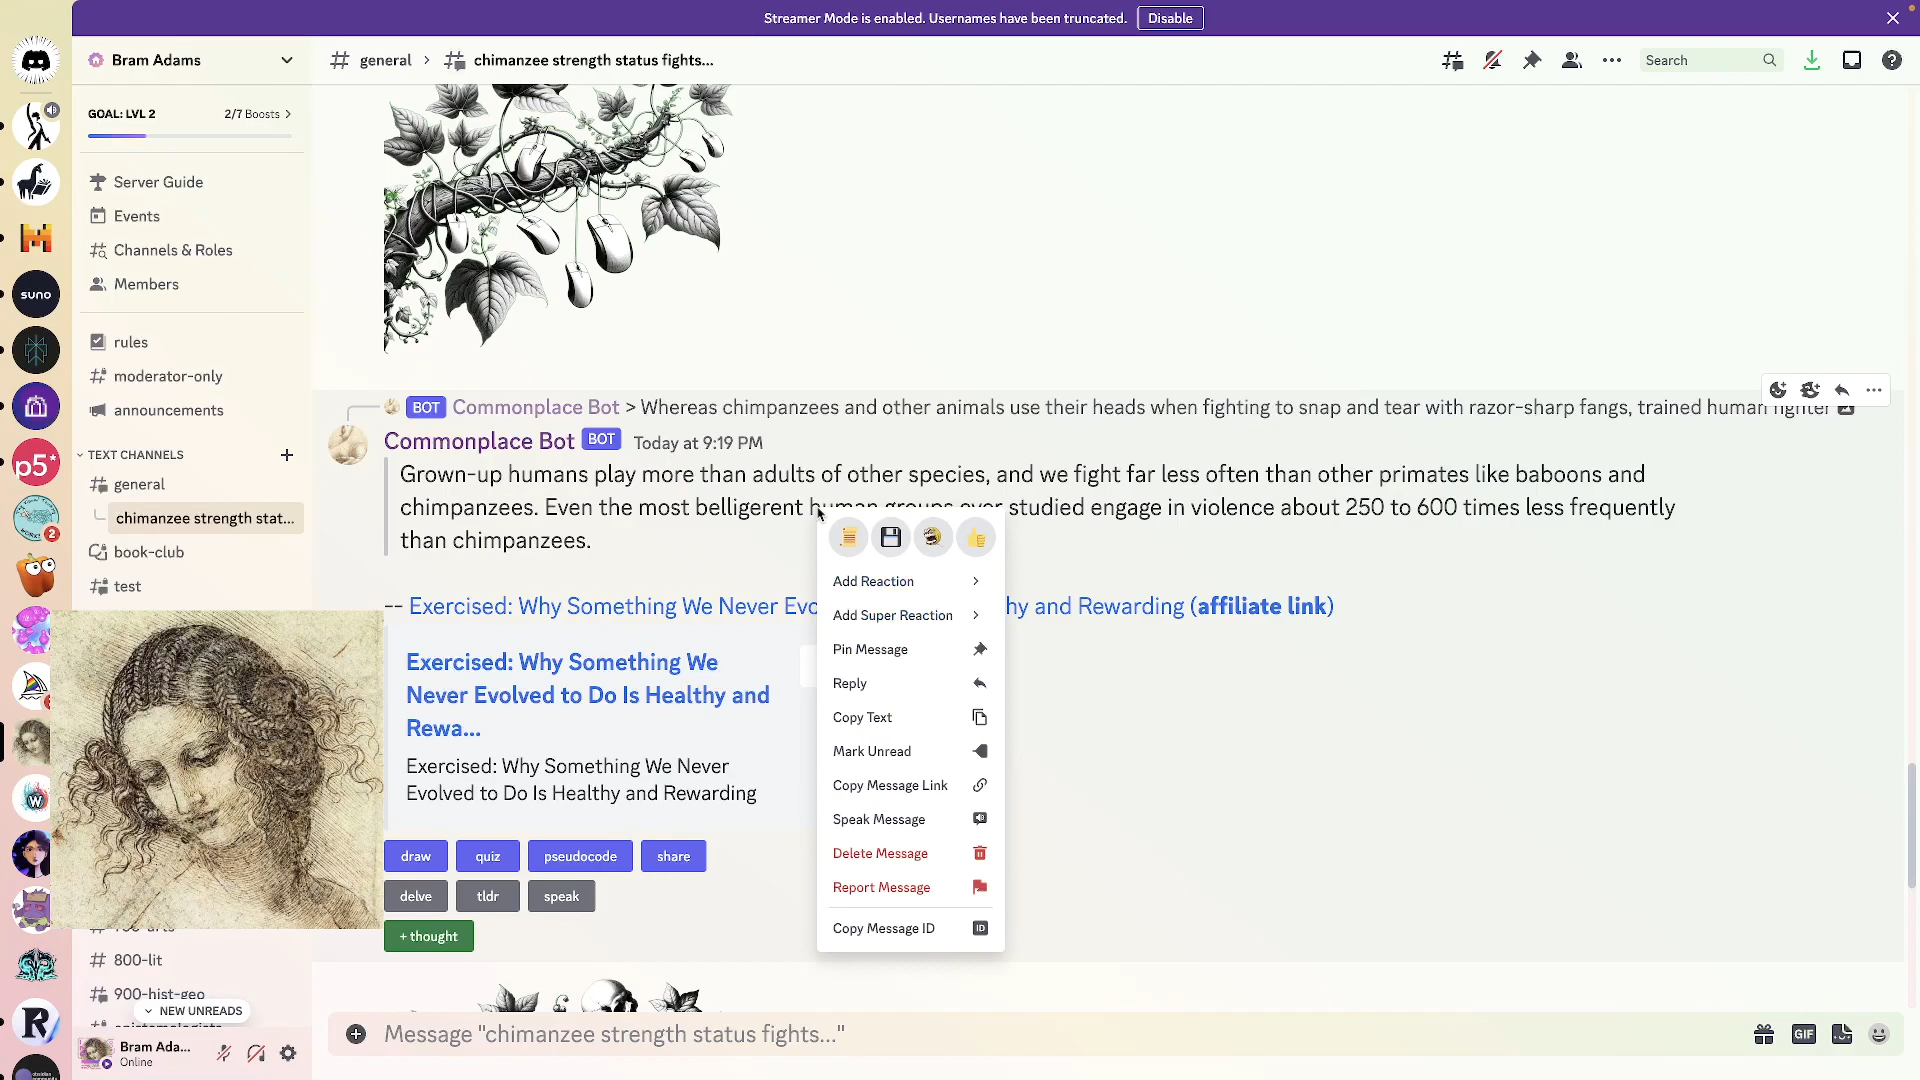 Streamer Mode is enabled. Usernames have been truncated. Disable
Bram Adams
general
chimanzee strength status fights...
Search
GOAL: LVL 2
2/7 Boosts
Server Guide
Events
Channels & Roles
Members
rules
moderator-only
announcements
TEXT CHANNELS
general
chimanzee strength stat...
book-club
test
800-lit
900-hist-geo
NEW UNREADS
Bram Ada...
Online
suno
p5*
2
W
R
BOT Commonplace Bot > Whereas chimpanzees and other animals use their heads when fighting to snap and tear with razor-sharp fangs, trained human fighter
Commonplace Bot BOT Today at 9:19 PM
Grown-up humans play more than adults of other species, and we fight far less often than other primates like baboons and
chimpanzees. Even the most belligerent human groups ever studied engage in violence about 250 to 600 times less frequently
than chimpanzees.
-- Exercised: Why Something We Never Evo
hy and Rewarding (affiliate link)
Exercised: Why Something We
Never Evolved to Do Is Healthy and
Rewa...
Exercised: Why Something We Never
Evolved to Do Is Healthy and Rewarding
draw
quiz
pseudocode
share
delve
tldr
speak
+ thought
Add Reaction
Add Super Reaction
Pin Message
Reply
Copy Text
Mark Unread
Copy Message Link
Speak Message
Delete Message
Report Message
Copy Message ID
ID
Message "chimanzee strength status fights..."
GIF